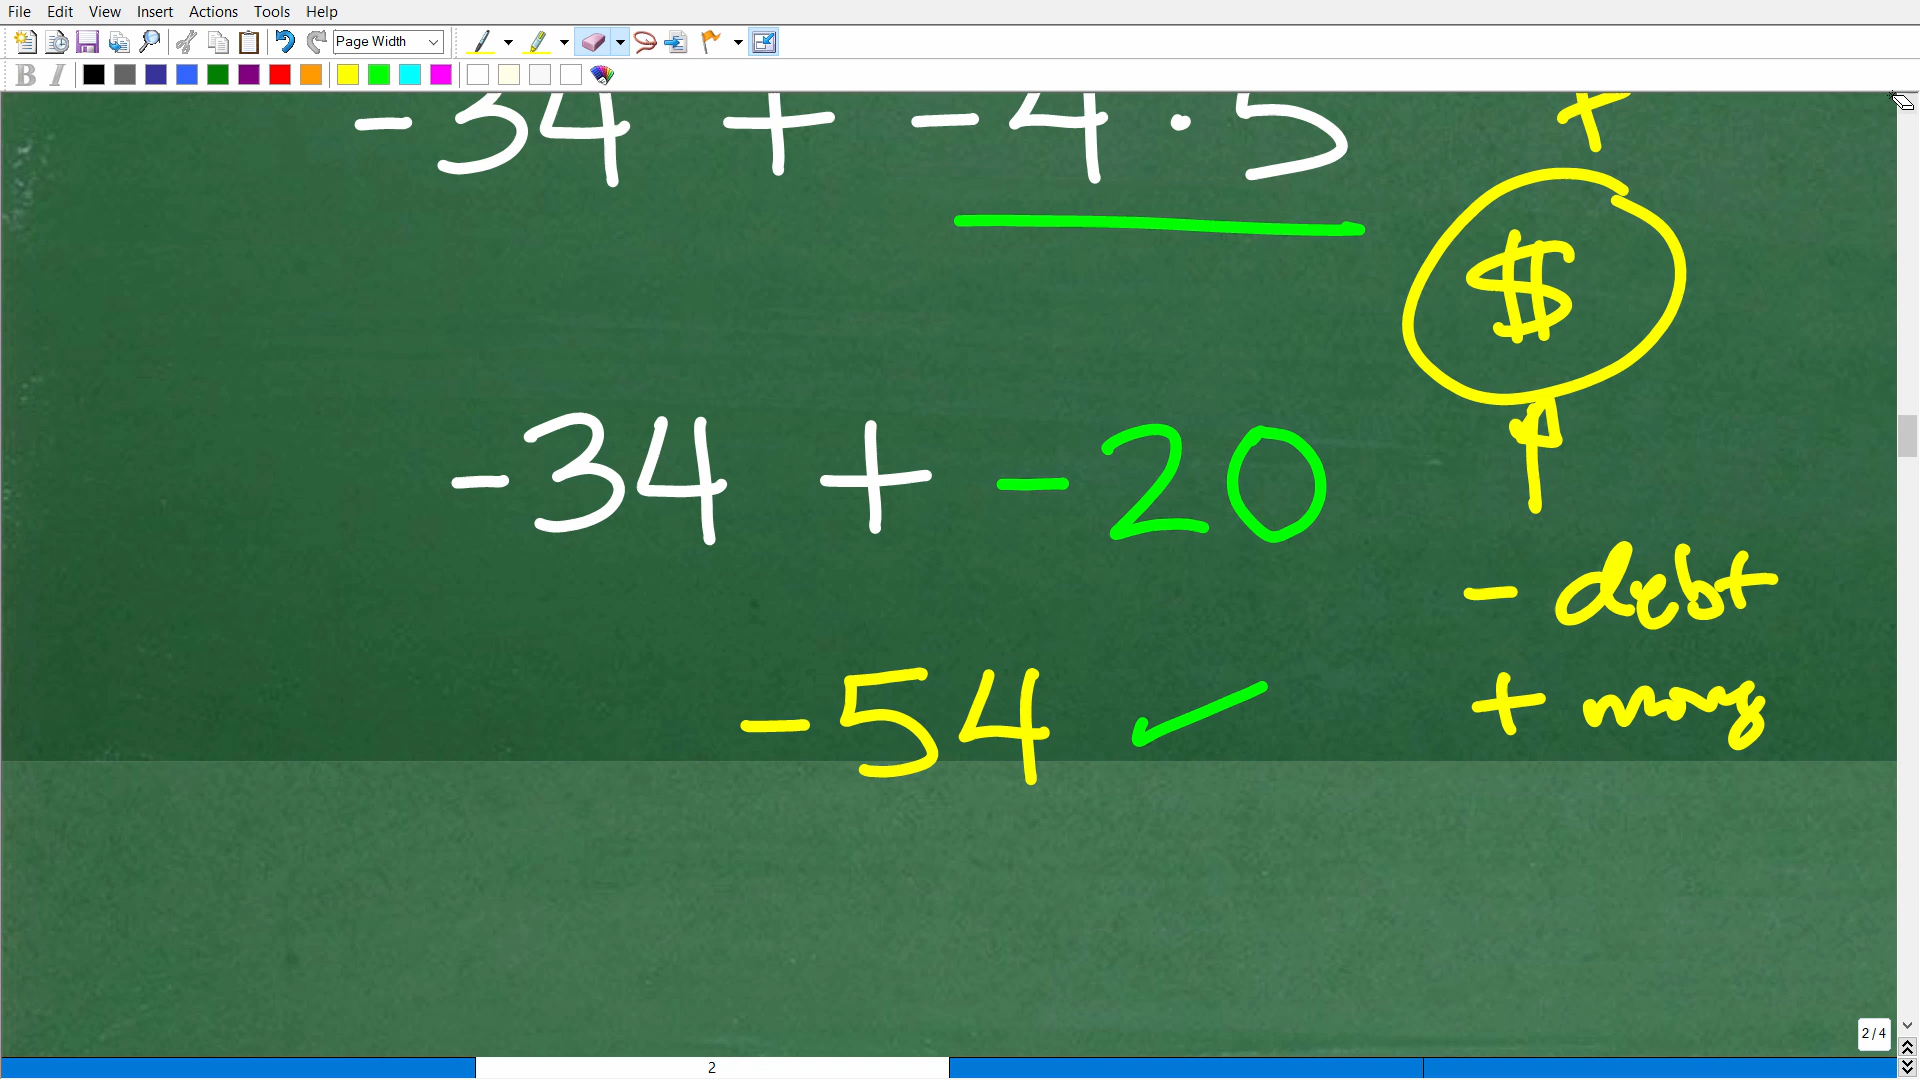 File Edit View Insert Actions Tools Help
Page Width
B I
-34 + -4 · 5
+
$
-34 + -20
- debt
-54 ✓
+ money
2 / 4
2